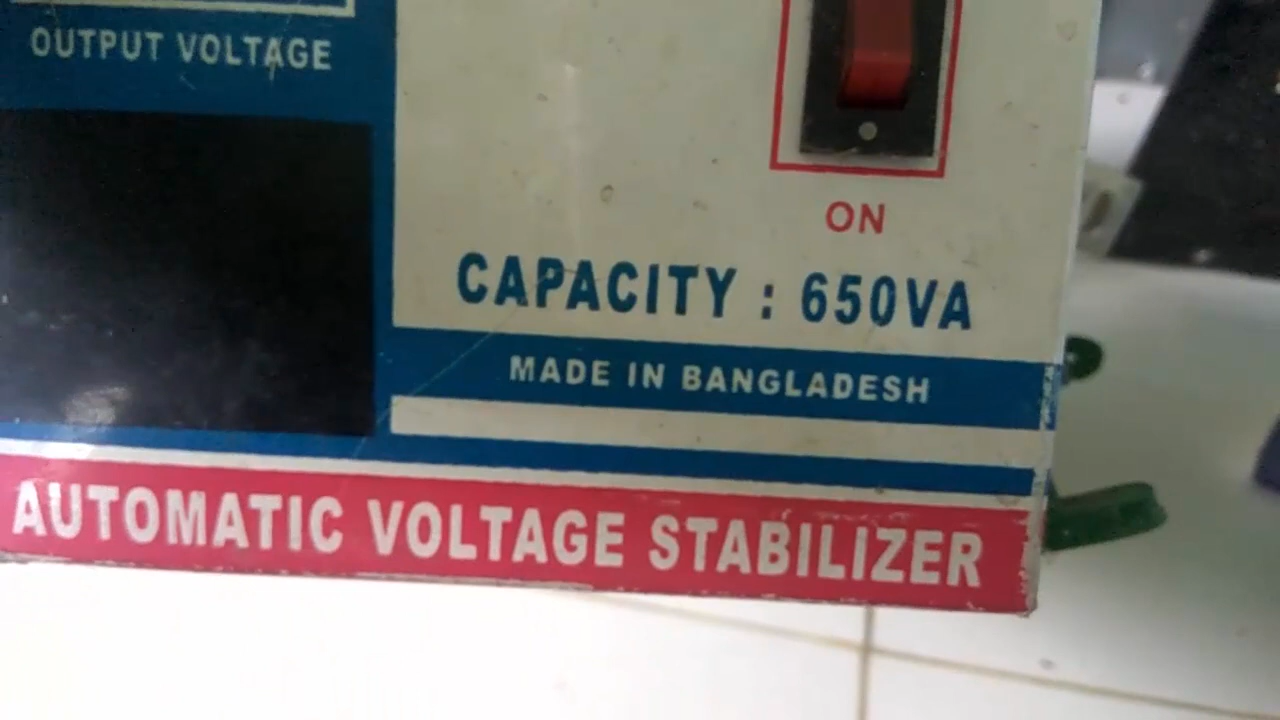 OUTPUT VOLTAGE
ON
CAPACITY : 650VA
MADE IN BANGLADESH
AUTOMATIC VOLTAGE STABILIZER